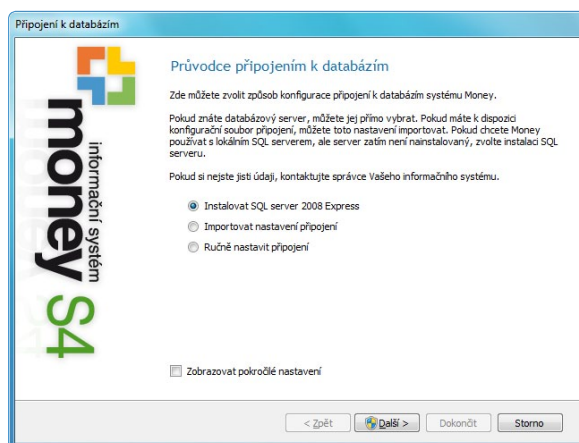 Připojení k databázím
Průvodce připojením k databázím
Zde můžete zvolit způsob konfigurace připojení k databázím systému Money.
Pokud znáte databázový server, můžete jej přímo vybrat. Pokud máte k dispozici
konfigurační soubor připojení, můžete toto nastavení importovat. Pokud chcete Money
používat s lokálním SQL serverem, ale server zatím není nainstalovaný, zvolte instalaci SQL
serveru.
Pokud si nejste jisti údaji, kontaktujte správce Vašeho informačního systému.
Instalovat SQL server 2008 Express
Importovat nastavení připojení
Ručně nastavit připojení
Zobrazovat pokročilé nastavení
money S4
informační systém
< Zpět
Další >
Dokončit
Storno